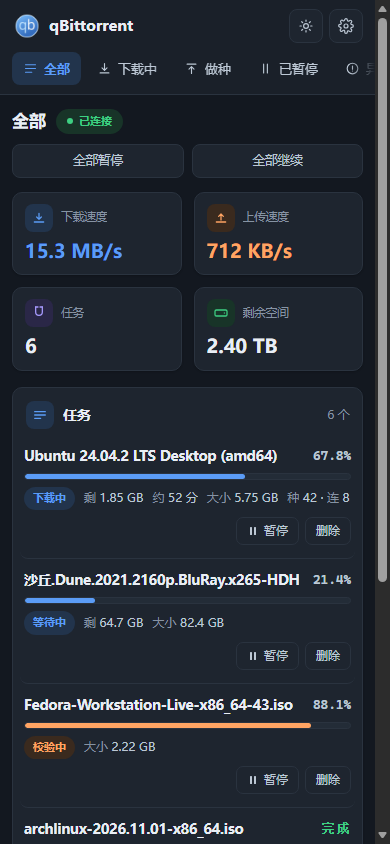 qb qBittorrent
全部 下载中 做种 已暂停
全部 已连接
全部暂停 全部继续
下载速度 上传速度
15.3 MB/s 712 KB/s
任务 剩余空间
6 2.40 TB
任务 6 个
Ubuntu 24.04.2 LTS Desktop (amd64) 67.8%
下载中 剩 1.85 GB 约 52 分 大小 5.75 GB 种 42 · 连 8
暂停 删除
沙丘.Dune.2021.2160p.BluRay.x265-HDH 21.4%
等待中 剩 64.7 GB 大小 82.4 GB
暂停 删除
Fedora-Workstation-Live-x86_64-43.iso 88.1%
校验中 大小 2.22 GB
暂停 删除
archlinux-2026.11.01-x86_64.iso 完成